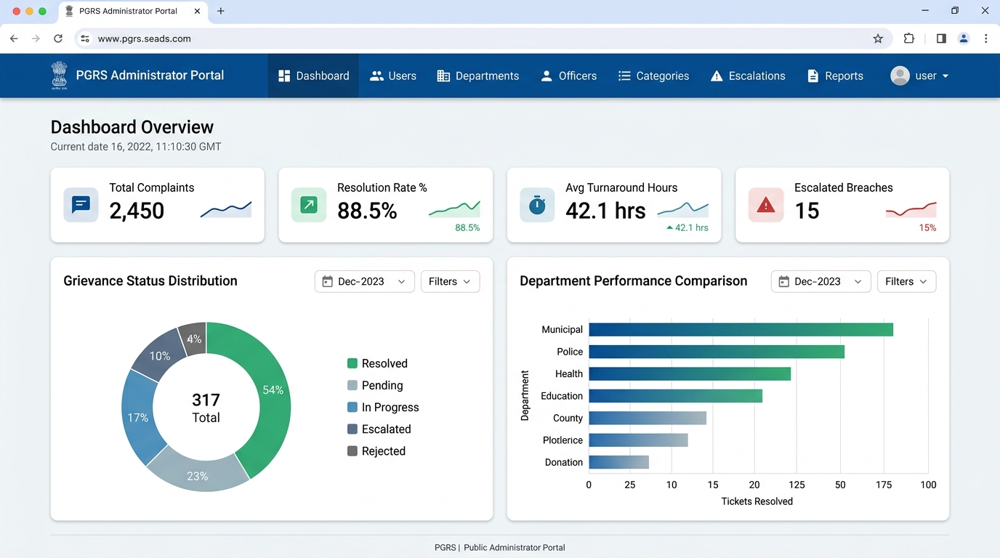 PGRS Administrator Portal
www.pgrs.seads.com
PGRS Administrator Portal
Dashboard
Users
Departments
Officers
Categories
Escalations
Reports
user
Dashboard Overview
Current date 16, 2022, 11:10:30 GMT
Total Complaints
2,450
Resolution Rate %
88.5%
88.5%
Avg Turnaround Hours
42.1 hrs
42.1 hrs
Escalated Breaches
15
15%
Grievance Status Distribution
Dec-2023
Filters
4%
10%
54%
17%
23%
317
Total
Resolved
Pending
In Progress
Escalated
Rejected
Department Performance Comparison
Dec-2023
Filters
Department
Municipal
Police
Health
Education
County
Plotlerice
Donation
0 25 10 15 20 125 50 175 100
Tickets Resolved
PGRS | Public Administrator Portal